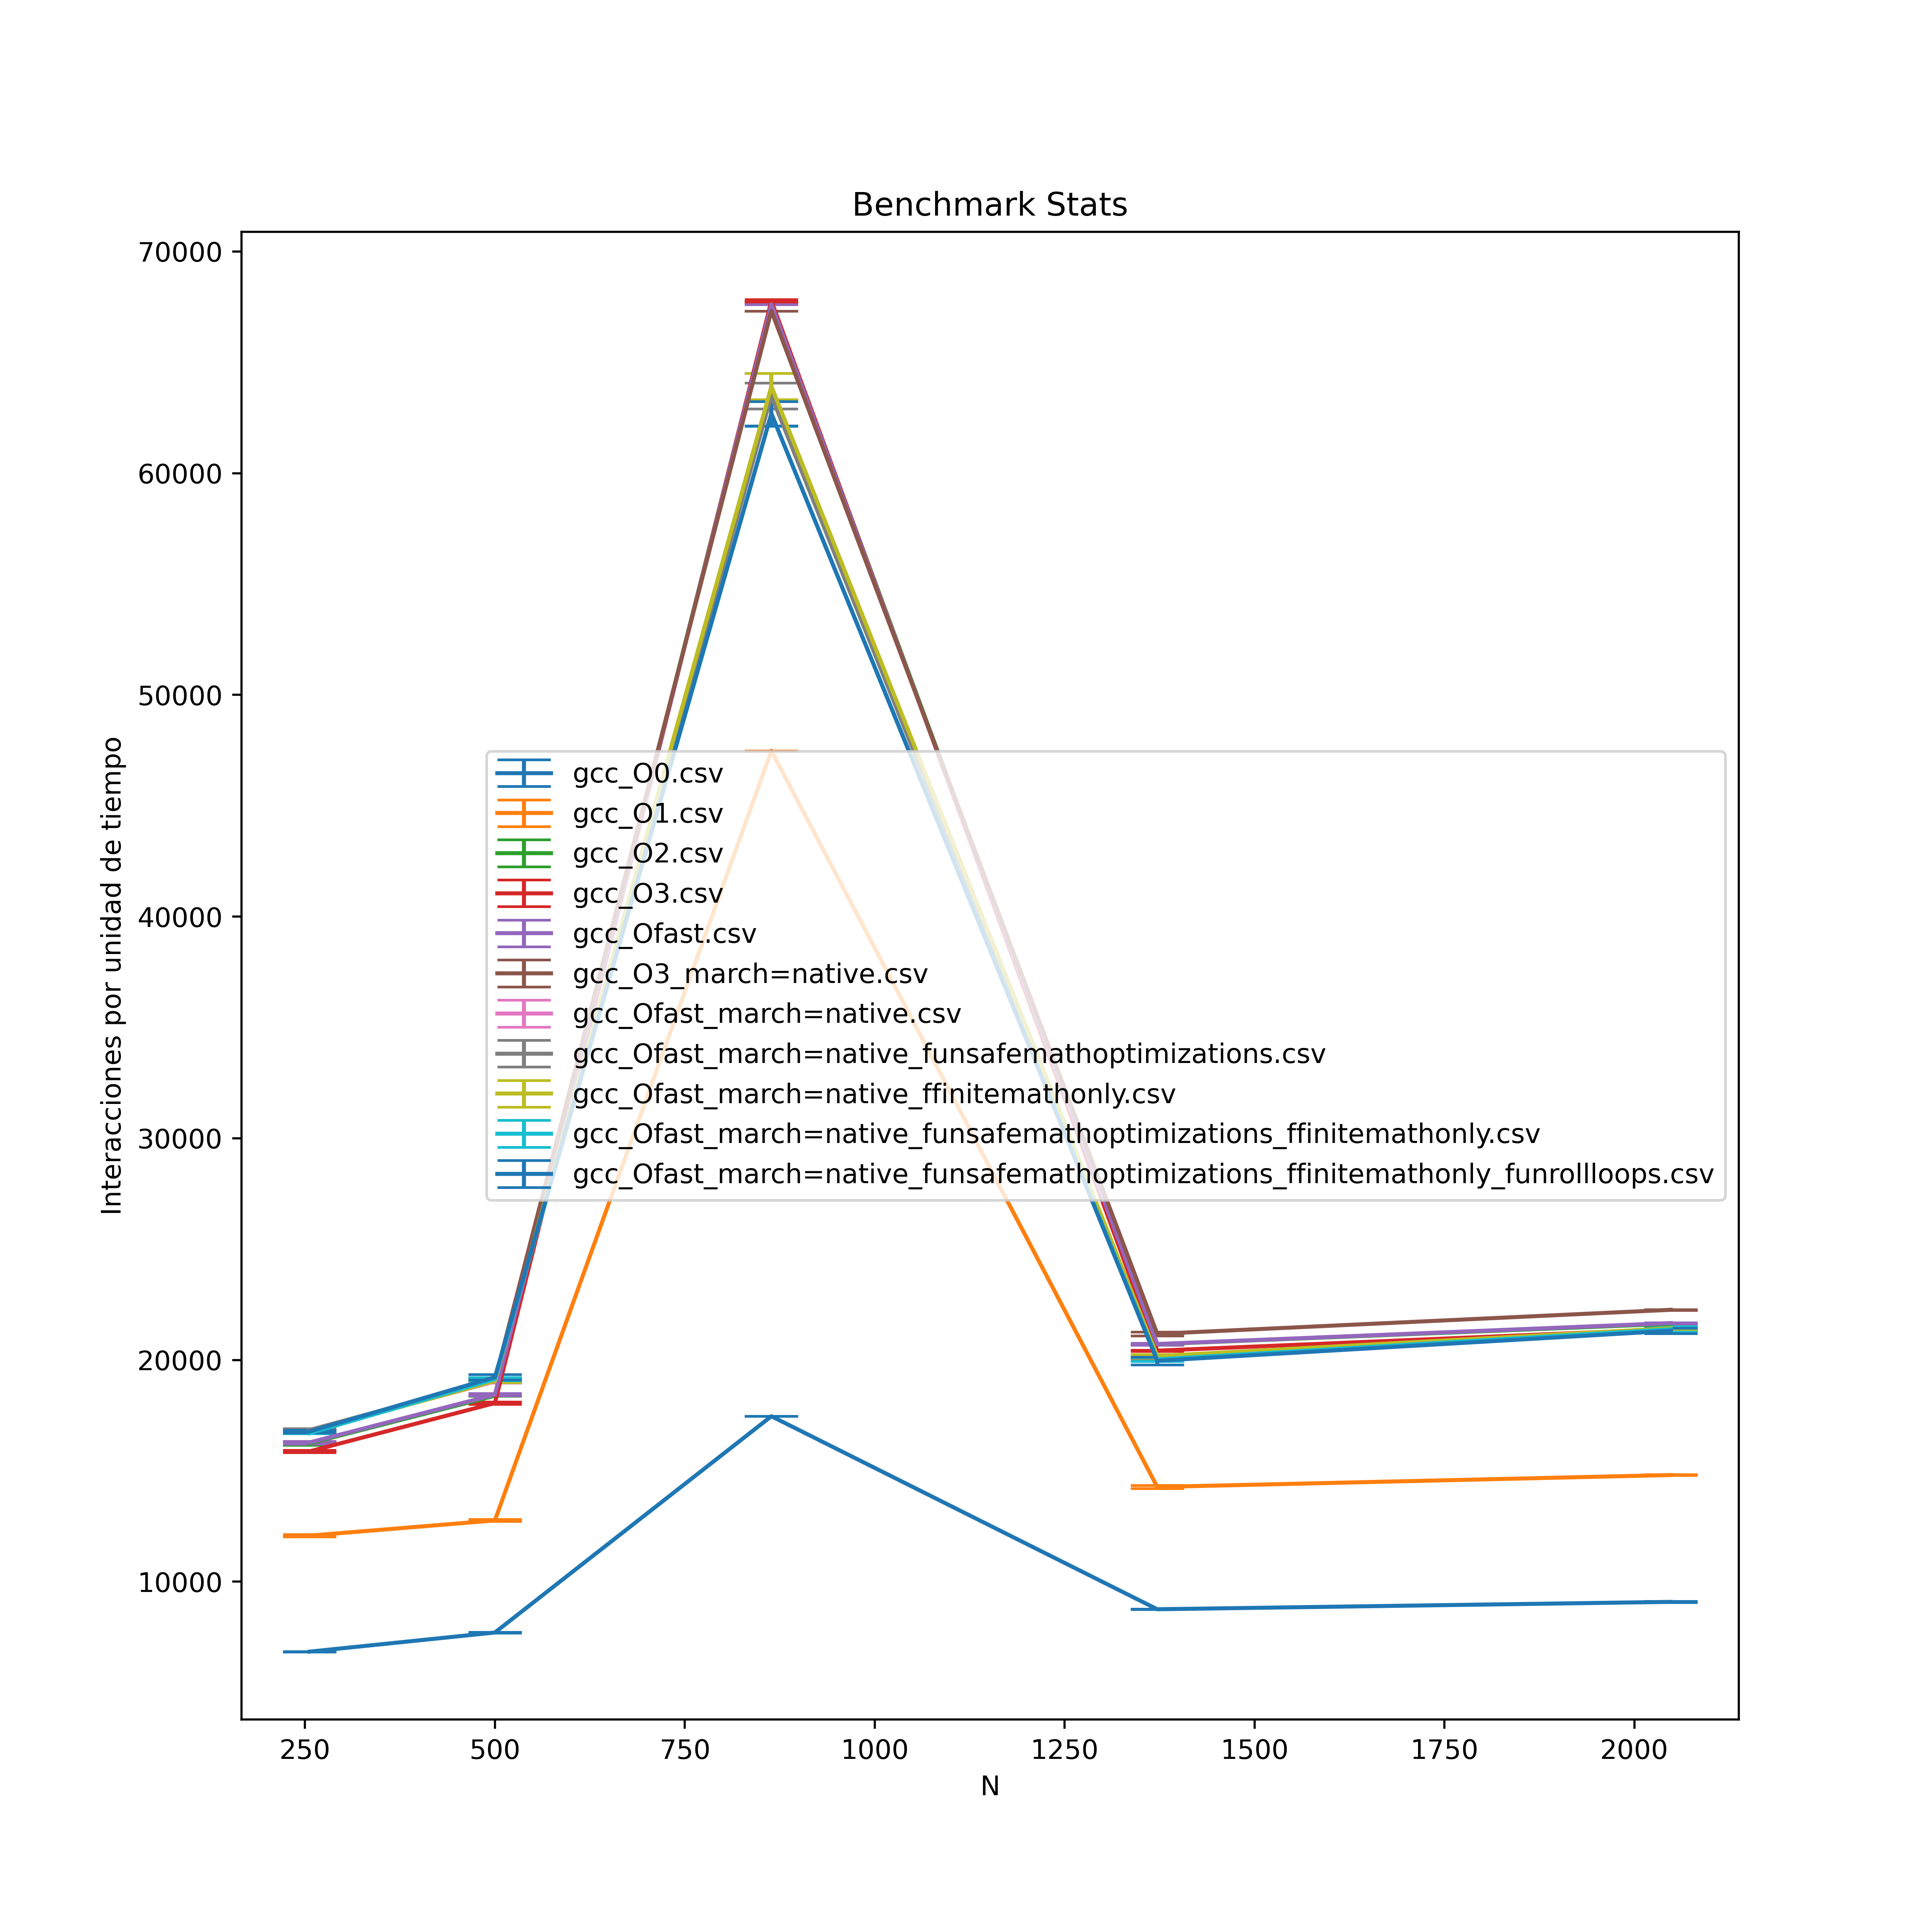 Benchmark Stats
70000
60000
50000
40000
30000
20000
10000
Interacciones por unidad de tiempo
gcc_O0.csv
gcc_O1.csv
gcc_O2.csv
gcc_O3.csv
gcc_Ofast.csv
gcc_O3_march=native.csv
gcc_Ofast_march=native.csv
gcc_Ofast_march=native_funsafemathoptimizations.csv
gcc_Ofast_march=native_ffinitemathonly.csv
gcc_Ofast_march=native_funsafemathoptimizations_ffinitemathonly.csv
gcc_Ofast_march=native_funsafemathoptimizations_ffinitemathonly_funrollloops.csv
250 500 750 1000 1250 1500 1750 2000
N